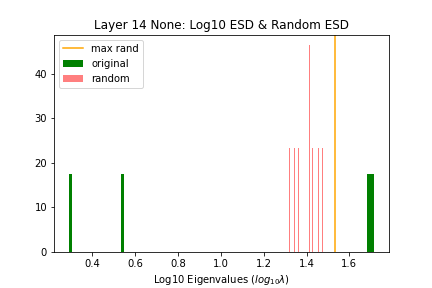 Layer 14 None: Log10 ESD & Random ESD
max rand
original
random
40
30
20
10
0
0.4 0.6 0.8 1.0 1.2 1.4 1.6
Log10 Eigenvalues (log₁₀λ)